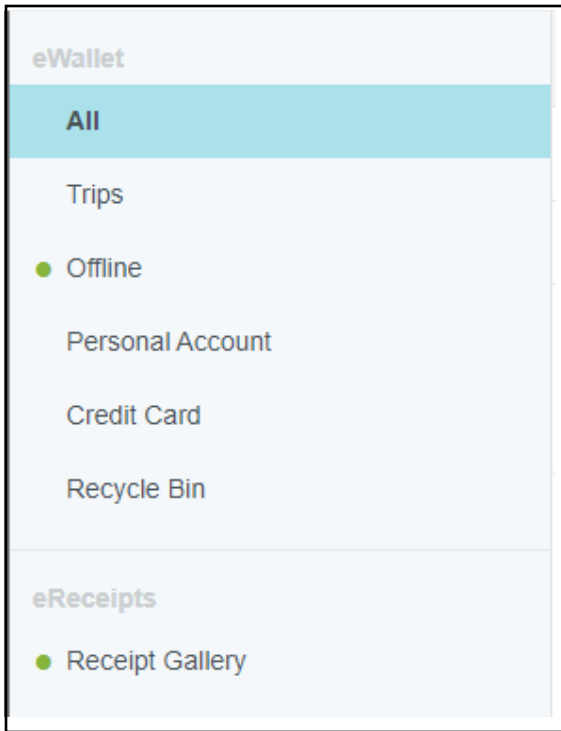 eWallet
All
Trips
Offline
Personal Account
Credit Card
Recycle Bin
eReceipts
Receipt Gallery